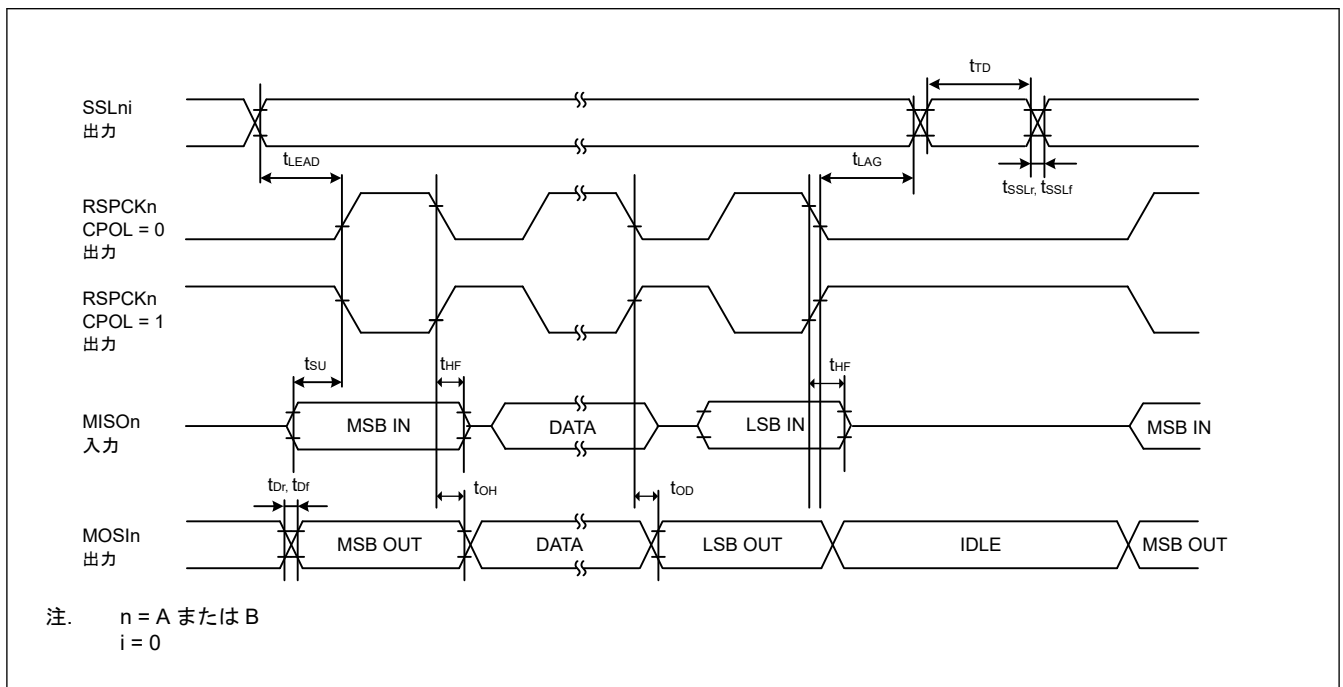 tTD
SSLni
出力
tLEAD
tLAG
tSSLr, tSSLf
RSPCKn
CPOL = 0
出力
RSPCKn
CPOL = 1
出力
tSU
tHF
tHF
MISOn
入力
MSB IN
DATA
LSB IN
MSB IN
tDr, tDf
tOH
tOD
MOSIn
出力
MSB OUT
DATA
LSB OUT
IDLE
MSB OUT
注. n = A または B
i = 0